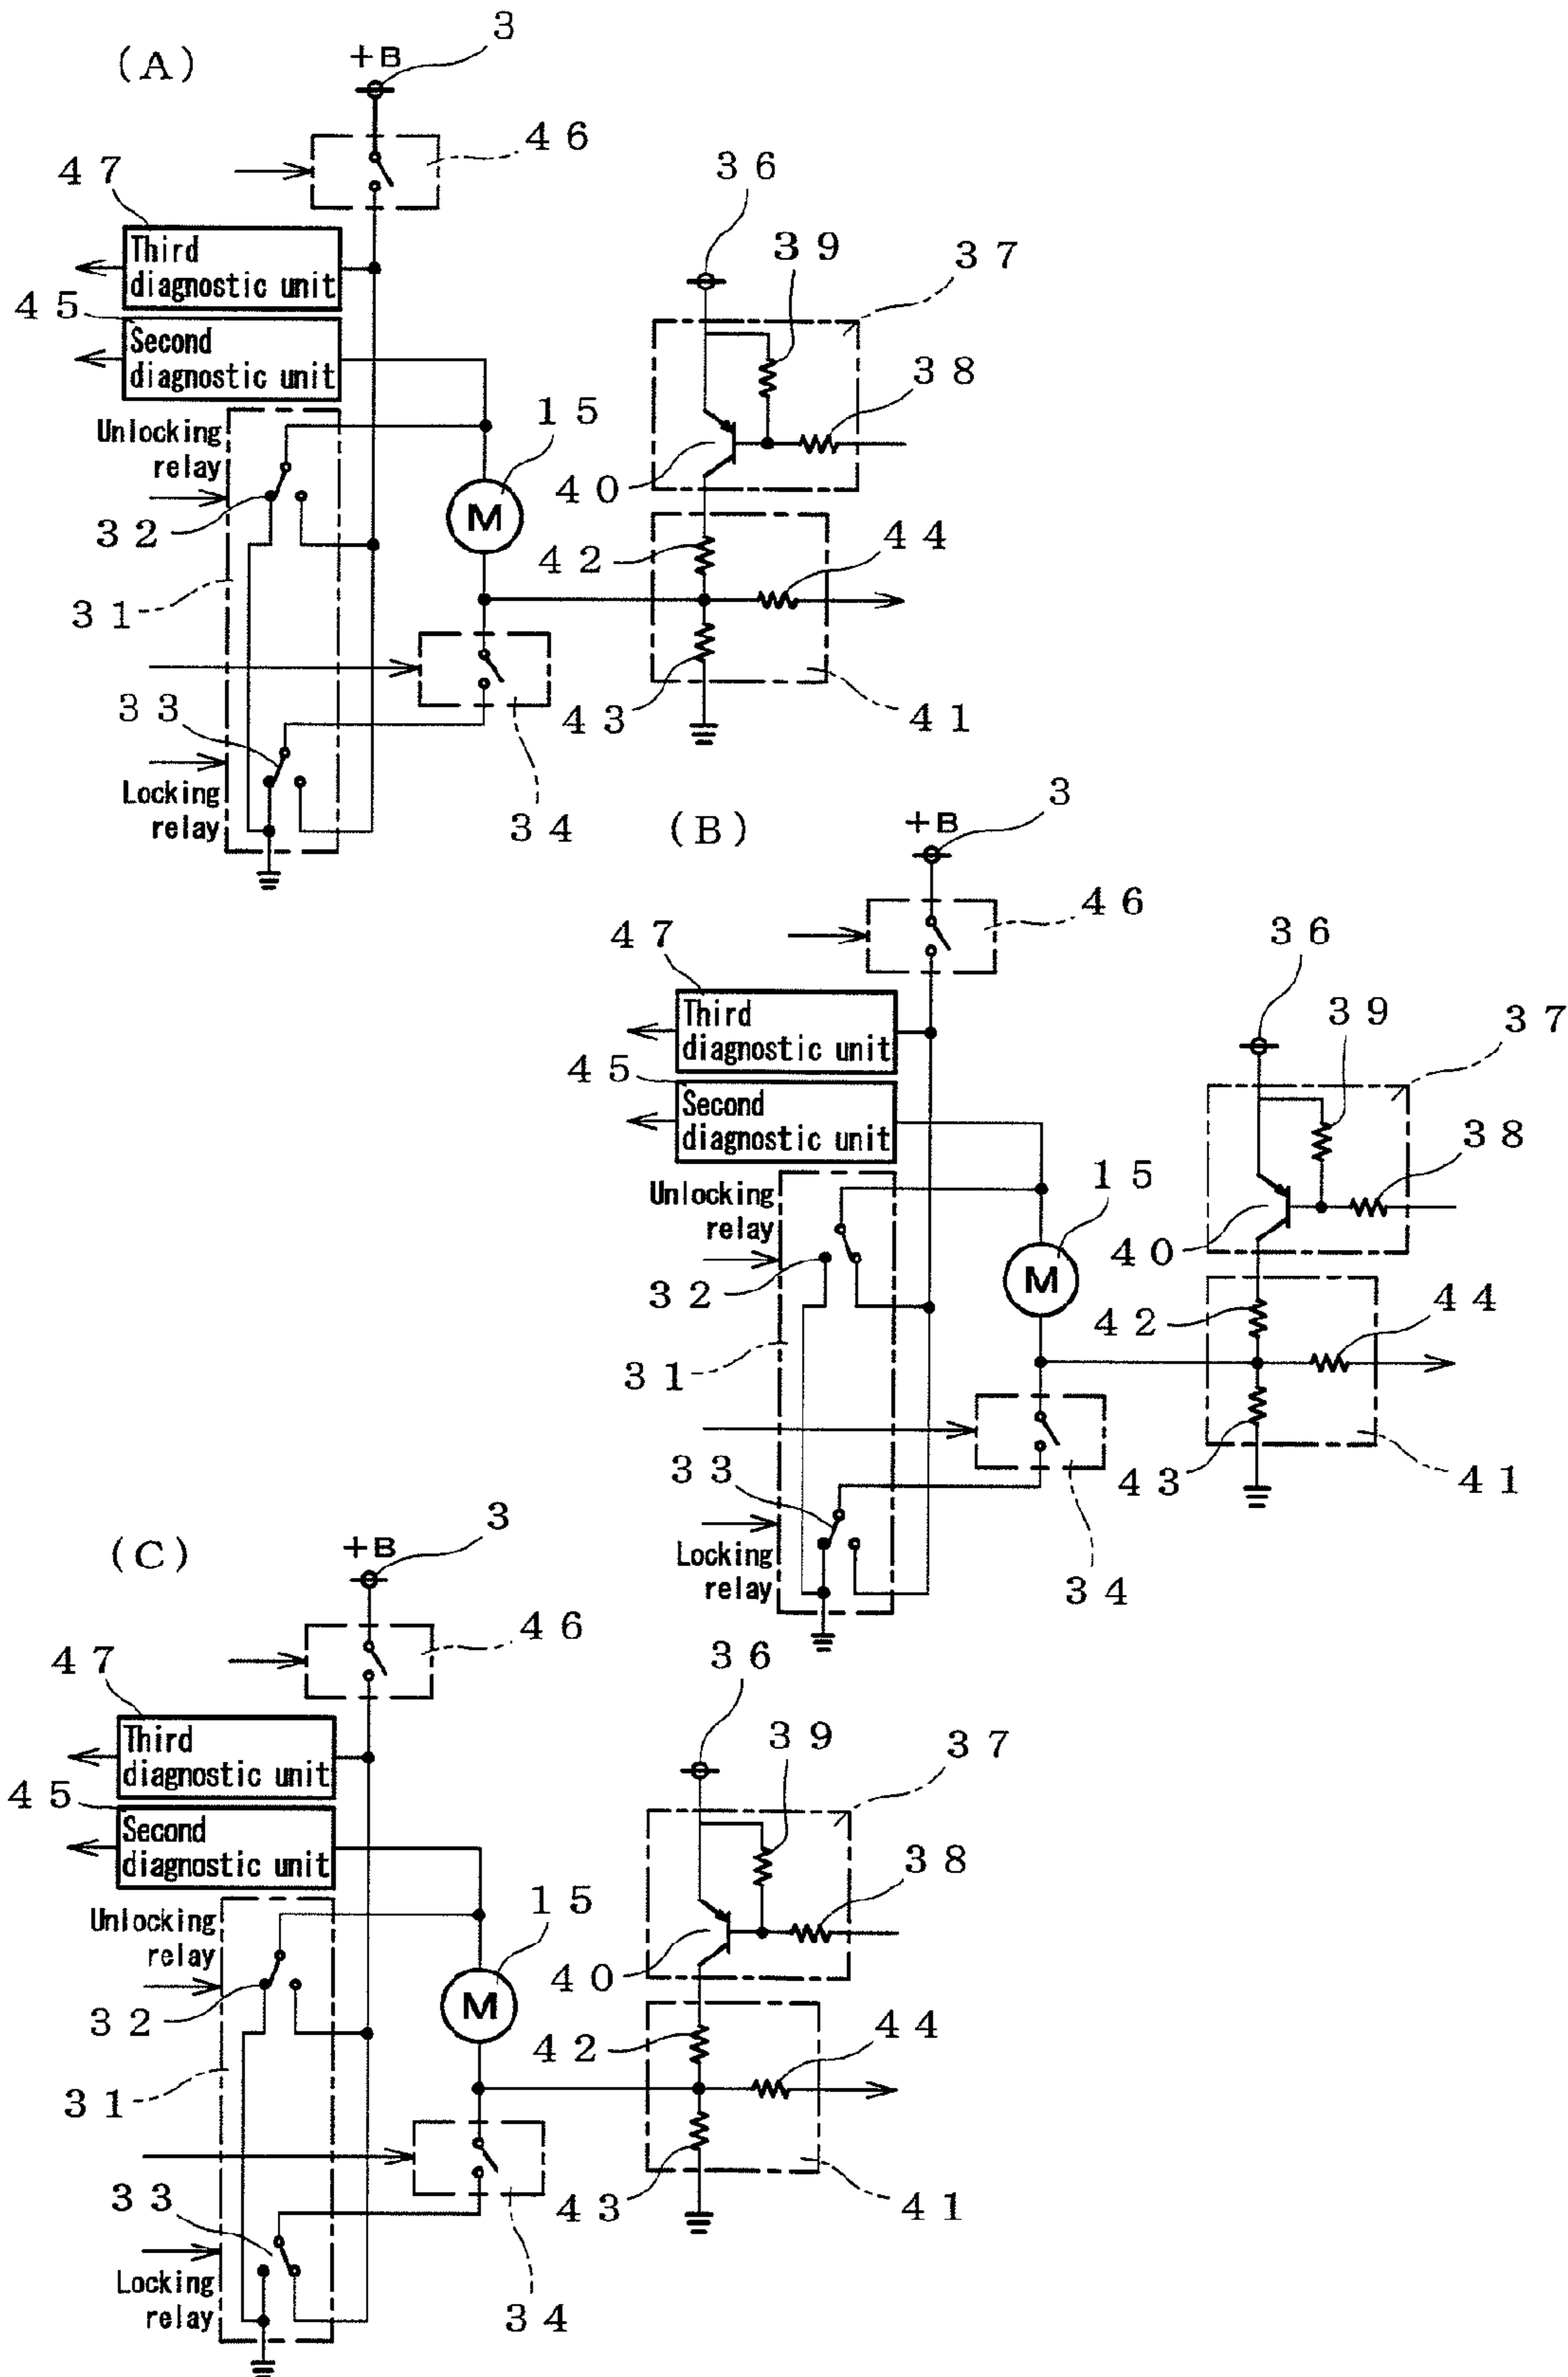 (A)
+B
3
46
47
Third
diagnostic unit
45
Second
diagnostic unit
Unlocking
relay
32
31
33
Locking
relay
15
M
34
36
39
37
38
40
42
44
43
41
(B)
+B
3
46
47
Third
diagnostic unit
45
Second
diagnostic unit
Unlocking
relay
32
31
33
Locking
relay
15
M
34
36
39
37
38
40
42
44
43
41
(C)
+B
3
46
47
Third
diagnostic unit
45
Second
diagnostic unit
Unlocking
relay
32
31
33
Locking
relay
15
M
34
36
39
37
38
40
42
44
43
41